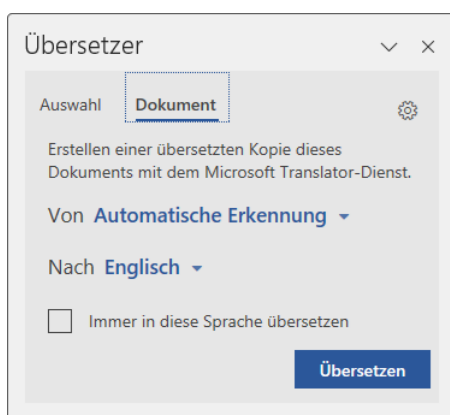 Übersetzer
Auswahl Dokument
Erstellen einer übersetzten Kopie dieses
Dokuments mit dem Microsoft Translator-Dienst.
Von Automatische Erkennung
Nach Englisch
Immer in diese Sprache übersetzen
Übersetzen